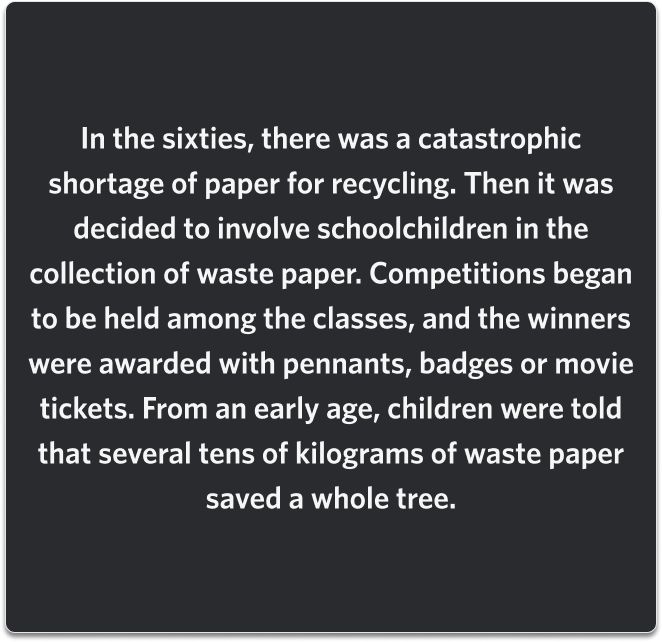 In the sixties, there was a catastrophic
shortage of paper for recycling. Then it was
decided to involve schoolchildren in the
collection of waste paper. Competitions began
to be held among the classes, and the winners
were awarded with pennants, badges or movie
tickets. From an early age, children were told
that several tens of kilograms of waste paper
saved a whole tree.